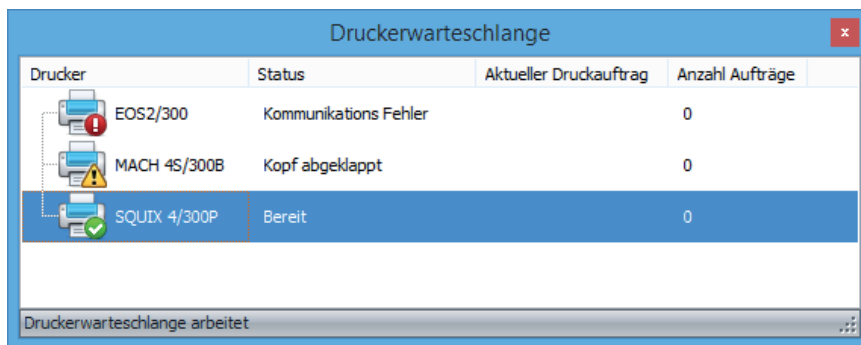 Druckerwarteschlange
x
Drucker Status Aktueller Druckauftrag Anzahl Aufträge
EOS2/300 Kommunikations Fehler 0
MACH 4S/300B Kopf abgeklappt 0
SQUIX 4/300P Bereit 0
Druckerwarteschlange arbeitet